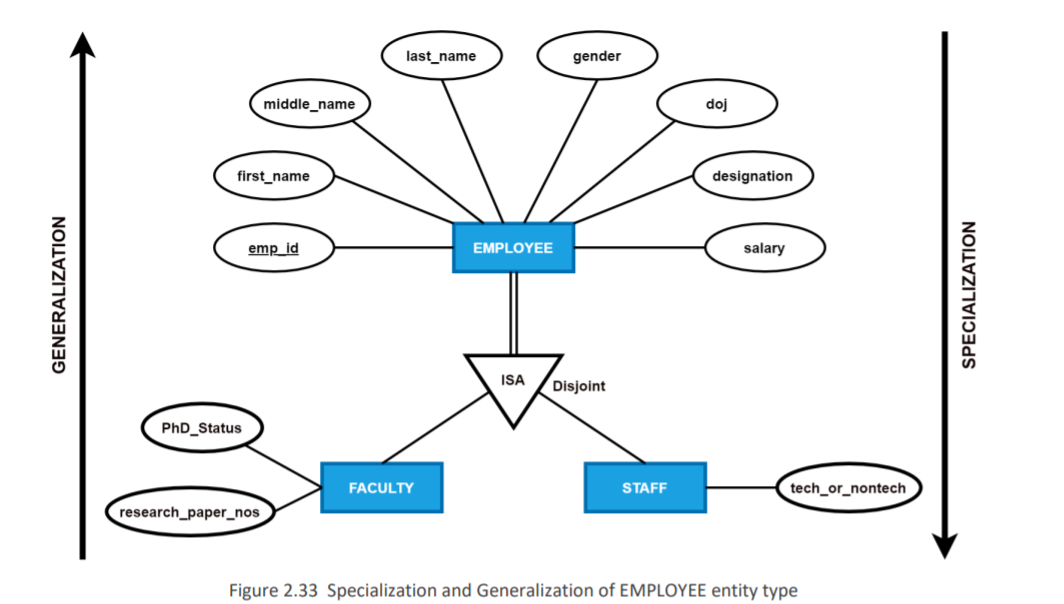 last_name
gender
middle_name
doj
first_name
designation
emp_id
EMPLOYEE
salary
GENERALIZATION
SPECIALIZATION
ISA
Disjoint
PhD_Status
FACULTY
STAFF
tech_or_nontech
research_paper_nos
Figure 2.33 Specialization and Generalization of EMPLOYEE entity type